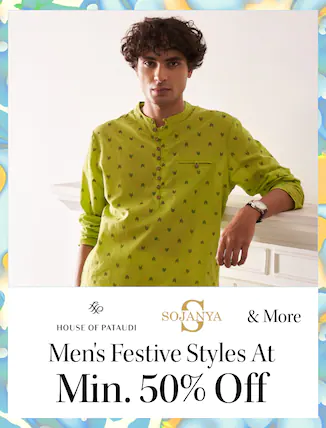 HOUSE OF PATAUDI
S
SOJANYA
& More
Men's Festive Styles At
Min. 50% Off